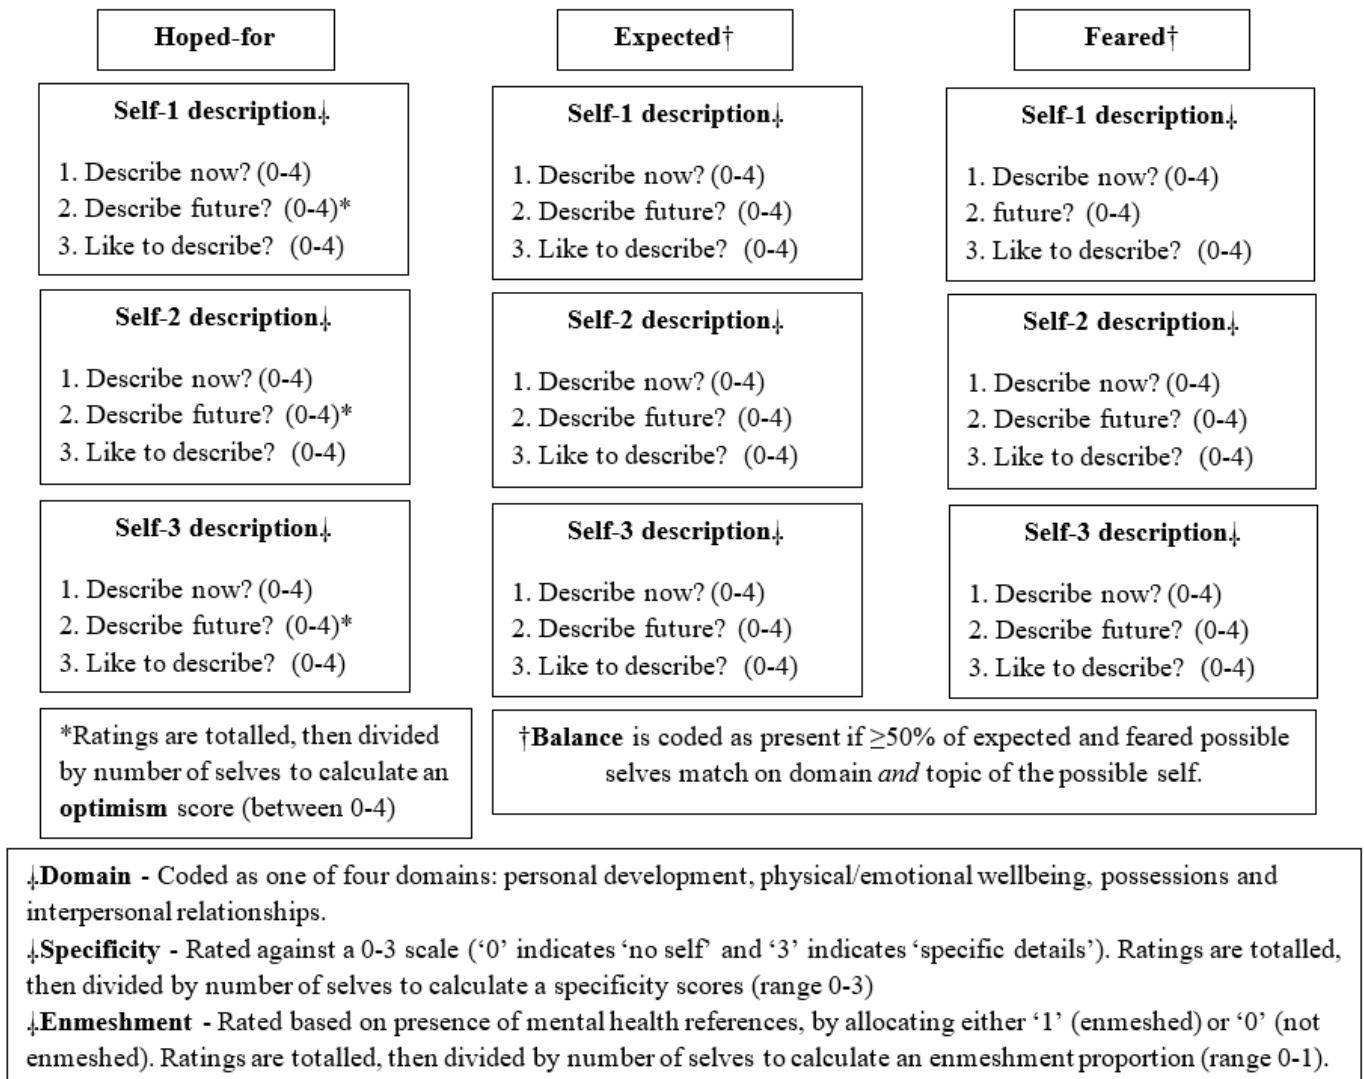 Hoped-for
Self-1 description⸸
1. Describe now? (0-4)
2. Describe future? (0-4)*
3. Like to describe? (0-4)
Self-2 description⸸
1. Describe now? (0-4)
2. Describe future? (0-4)*
3. Like to describe? (0-4)
Self-3 description⸸
1. Describe now? (0-4)
2. Describe future? (0-4)*
3. Like to describe? (0-4)
*Ratings are totalled, then divided
by number of selves to calculate an
optimism score (between 0-4)
Expected†
Self-1 description⸸
1. Describe now? (0-4)
2. Describe future? (0-4)
3. Like to describe? (0-4)
Self-2 description⸸
1. Describe now? (0-4)
2. Describe future? (0-4)
3. Like to describe? (0-4)
Self-3 description⸸
1. Describe now? (0-4)
2. Describe future? (0-4)
3. Like to describe? (0-4)
Feared†
Self-1 description⸸
1. Describe now? (0-4)
2. future? (0-4)
3. Like to describe? (0-4)
Self-2 description⸸
1. Describe now? (0-4)
2. Describe future? (0-4)
3. Like to describe? (0-4)
Self-3 description⸸
1. Describe now? (0-4)
2. Describe future? (0-4)
3. Like to describe? (0-4)
†Balance is coded as present if ≥50% of expected and feared possible
selves match on domain and topic of the possible self.
⸸Domain - Coded as one of four domains: personal development, physical/emotional wellbeing, possessions and
interpersonal relationships.
⸸Specificity - Rated against a 0-3 scale (‘0’ indicates ‘no self’ and ‘3’ indicates ‘specific details’). Ratings are totalled,
then divided by number of selves to calculate a specificity scores (range 0-3)
⸸Enmeshment - Rated based on presence of mental health references, by allocating either ‘1’ (enmeshed) or ‘0’ (not
enmeshed). Ratings are totalled, then divided by number of selves to calculate an enmeshment proportion (range 0-1).